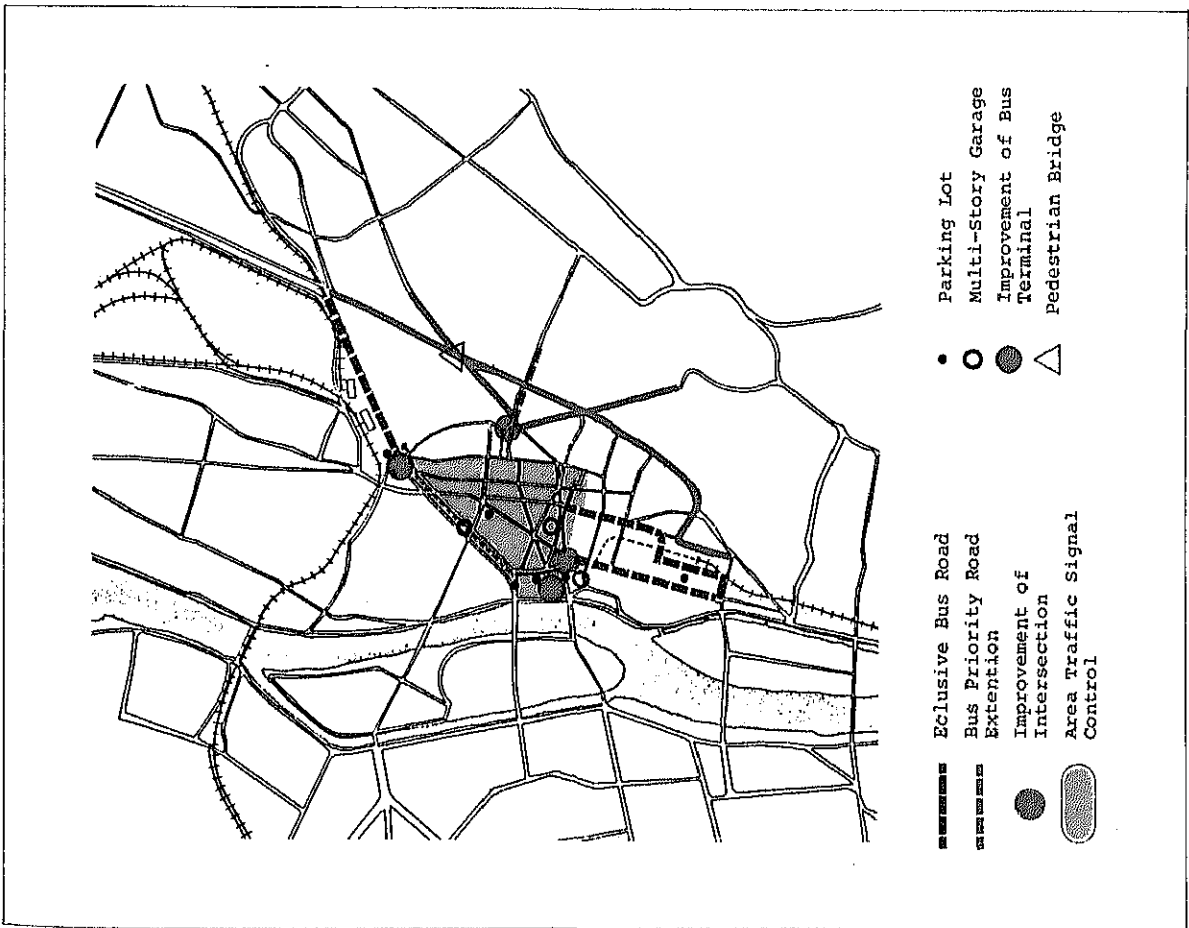 Eclusive Bus Road
Bus Priority Road
Extention
Improvement of
Intersection
Area Traffic Signal
Control
Parking Lot
Multi-Story Garage
Improvement of Bus
Terminal
Pedestrian Bridge